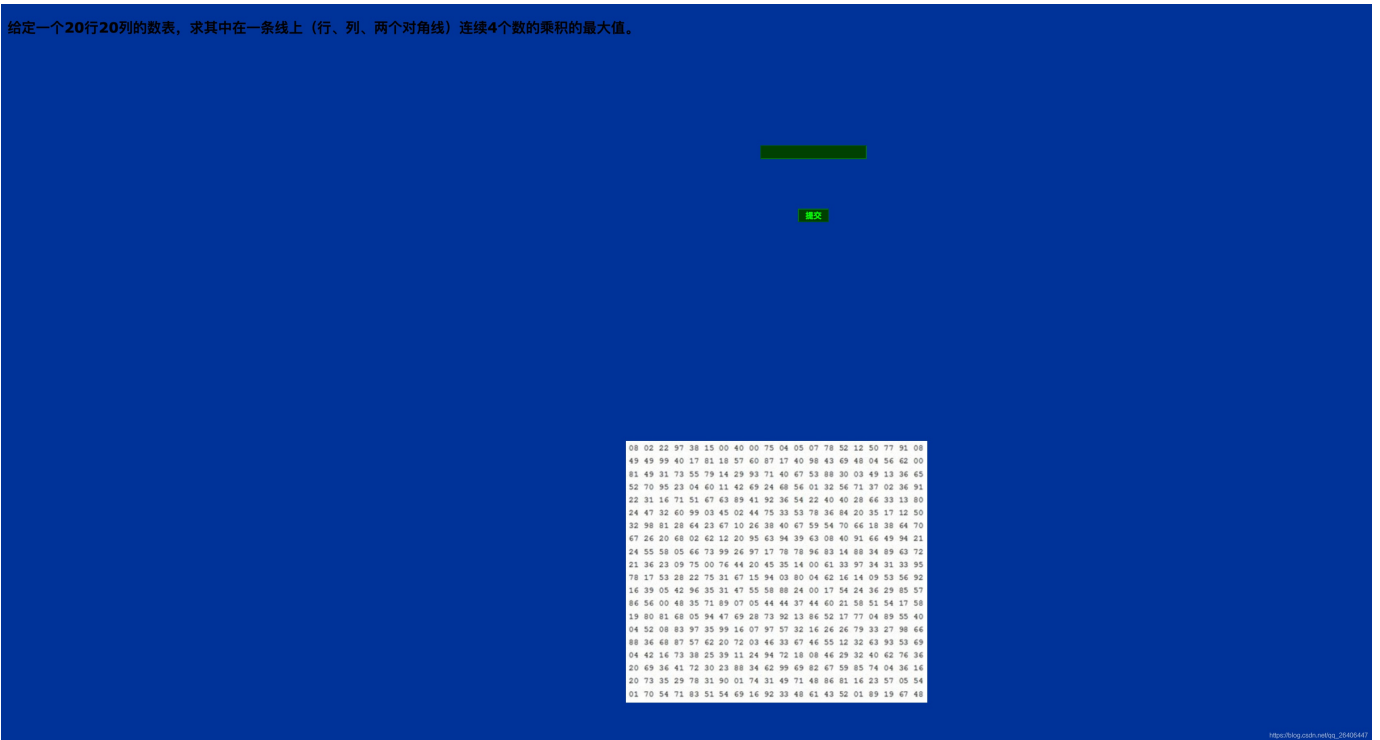 给定一个20行20列的数表，求其中在一条线上（行、列、两个对角线）连续4个数的乘积的最大值。
提交
08 02 22 97 38 15 00 40 00 75 04 05 07 78 52 12 50 77 91 08
49 49 99 40 17 81 18 57 60 87 17 40 98 43 69 48 04 56 62 00
81 49 31 73 55 79 14 29 93 71 40 67 53 88 30 03 49 13 36 65
52 70 95 23 04 60 11 42 69 24 68 56 01 32 56 71 37 02 36 91
22 31 16 71 51 67 63 89 41 92 36 54 22 40 40 28 66 33 13 80
24 47 32 60 99 03 45 02 44 75 33 53 78 36 84 20 35 17 12 50
32 98 81 28 64 23 67 10 26 38 40 67 59 54 70 66 18 38 64 70
67 26 20 68 02 62 12 20 95 63 94 39 63 08 40 91 66 49 94 21
24 55 58 05 66 73 99 26 97 17 78 78 96 83 14 88 34 89 63 72
21 36 23 09 75 00 76 44 20 45 35 14 00 61 33 97 34 31 33 95
78 17 53 28 22 75 31 67 15 94 03 80 04 62 16 14 09 53 56 92
16 39 05 42 96 35 31 47 55 58 88 24 00 17 54 24 36 29 85 57
86 56 00 48 35 71 89 07 05 44 44 37 44 60 21 58 51 54 17 58
19 80 81 68 05 94 47 69 28 73 92 13 86 52 17 77 04 89 55 40
04 52 08 83 97 35 99 16 07 97 57 32 16 26 26 79 33 27 98 66
88 36 68 87 57 62 20 72 03 46 33 67 46 55 12 32 63 93 53 69
04 42 16 73 38 25 39 11 24 94 72 18 08 46 29 32 40 62 76 36
20 69 36 41 72 30 23 88 34 62 99 69 82 67 59 85 74 04 36 16
20 73 35 29 78 31 90 01 74 31 49 71 48 86 81 16 23 57 05 54
01 70 54 71 83 51 54 69 16 92 33 48 61 43 52 01 89 19 67 48
https://blog.csdn.net/qq_26406447